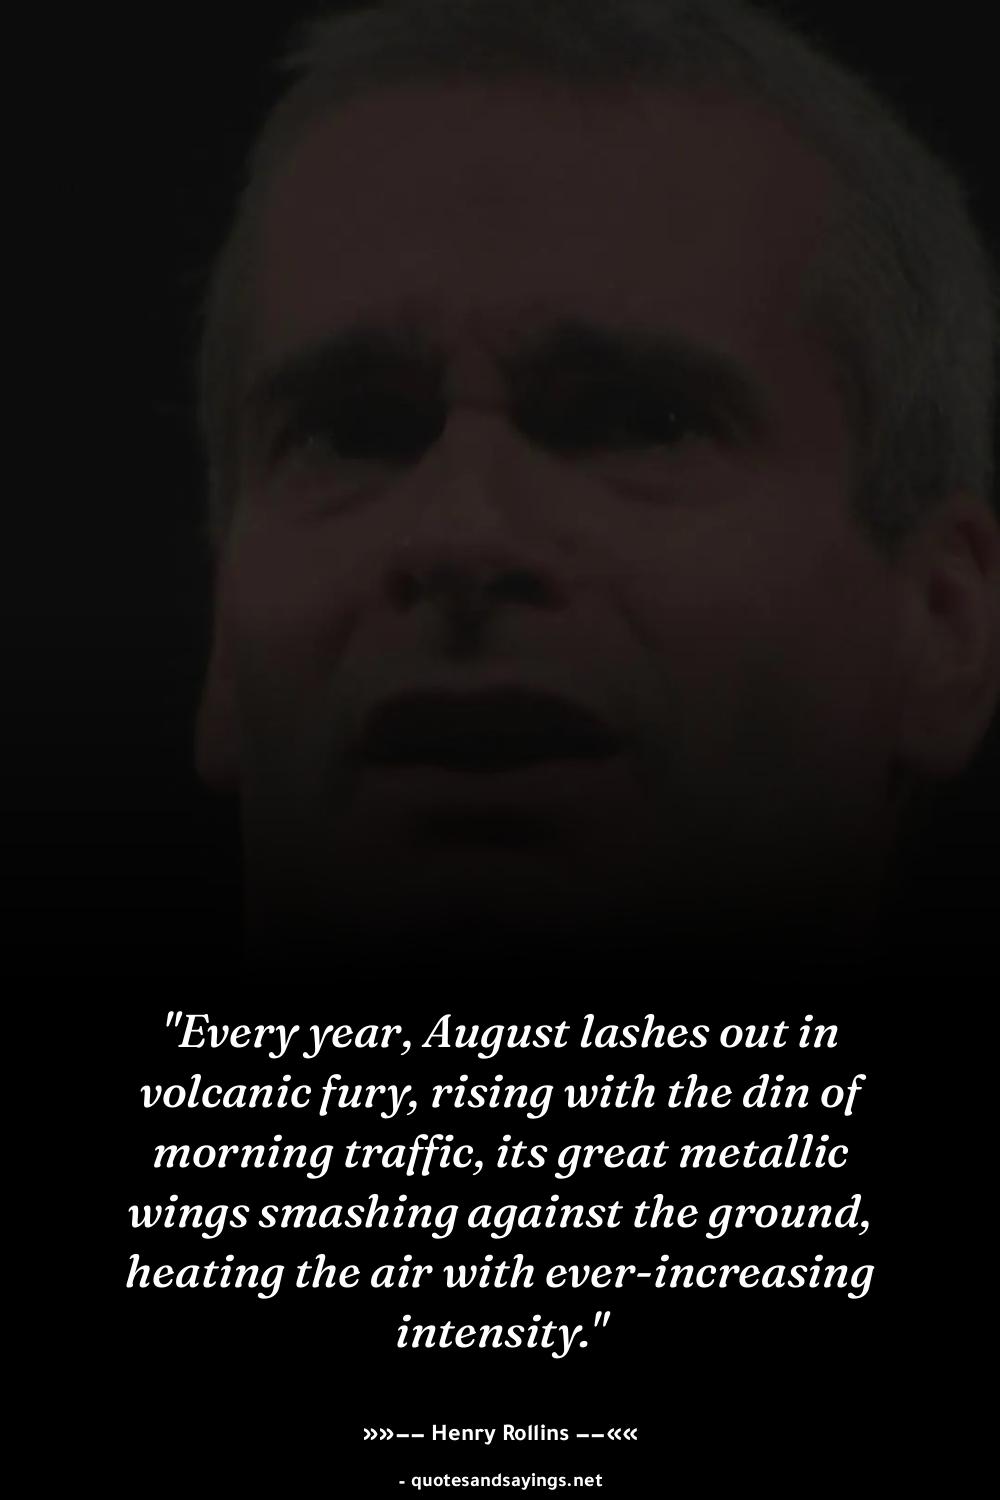 "Every year, August lashes out in
volcanic fury, rising with the din of
morning traffic, its great metallic
wings smashing against the ground,
heating the air with ever-increasing
intensity."
»»—— Henry Rollins ——««
- quotesandsayings.net